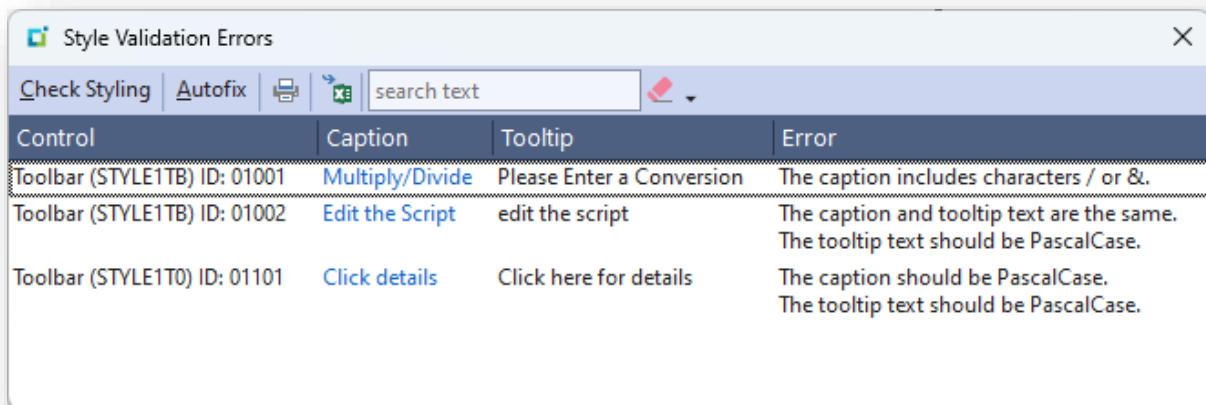 Style Validation Errors
Check Styling Autofix search text
Control Caption Tooltip Error
Toolbar (STYLE1TB) ID: 01001 Multiply/Divide Please Enter a Conversion The caption includes characters / or &.
Toolbar (STYLE1TB) ID: 01002 Edit the Script edit the script The caption and tooltip text are the same.
The tooltip text should be PascalCase.
Toolbar (STYLE1T0) ID: 01101 Click details Click here for details The caption should be PascalCase.
The tooltip text should be PascalCase.